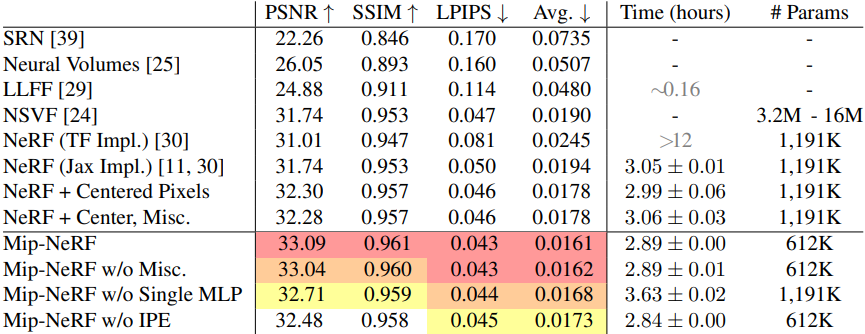 PSNR ↑ SSIM ↑ LPIPS ↓ Avg. ↓ Time (hours) # Params
SRN [39] 22.26 0.846 0.170 0.0735 - -
Neural Volumes [25] 26.05 0.893 0.160 0.0507 - -
LLFF [29] 24.88 0.911 0.114 0.0480 ~0.16 -
NSVF [24] 31.74 0.953 0.047 0.0190 - 3.2M - 16M
NeRF (TF Impl.) [30] 31.01 0.947 0.081 0.0245 >12 1,191K
NeRF (Jax Impl.) [11, 30] 31.74 0.953 0.050 0.0194 3.05 ± 0.01 1,191K
NeRF + Centered Pixels 32.30 0.957 0.046 0.0178 2.99 ± 0.06 1,191K
NeRF + Center, Misc. 32.28 0.957 0.046 0.0178 3.06 ± 0.03 1,191K
Mip-NeRF 33.09 0.961 0.043 0.0161 2.89 ± 0.00 612K
Mip-NeRF w/o Misc. 33.04 0.960 0.043 0.0162 2.89 ± 0.01 612K
Mip-NeRF w/o Single MLP 32.71 0.959 0.044 0.0168 3.63 ± 0.02 1,191K
Mip-NeRF w/o IPE 32.48 0.958 0.045 0.0173 2.84 ± 0.00 612K